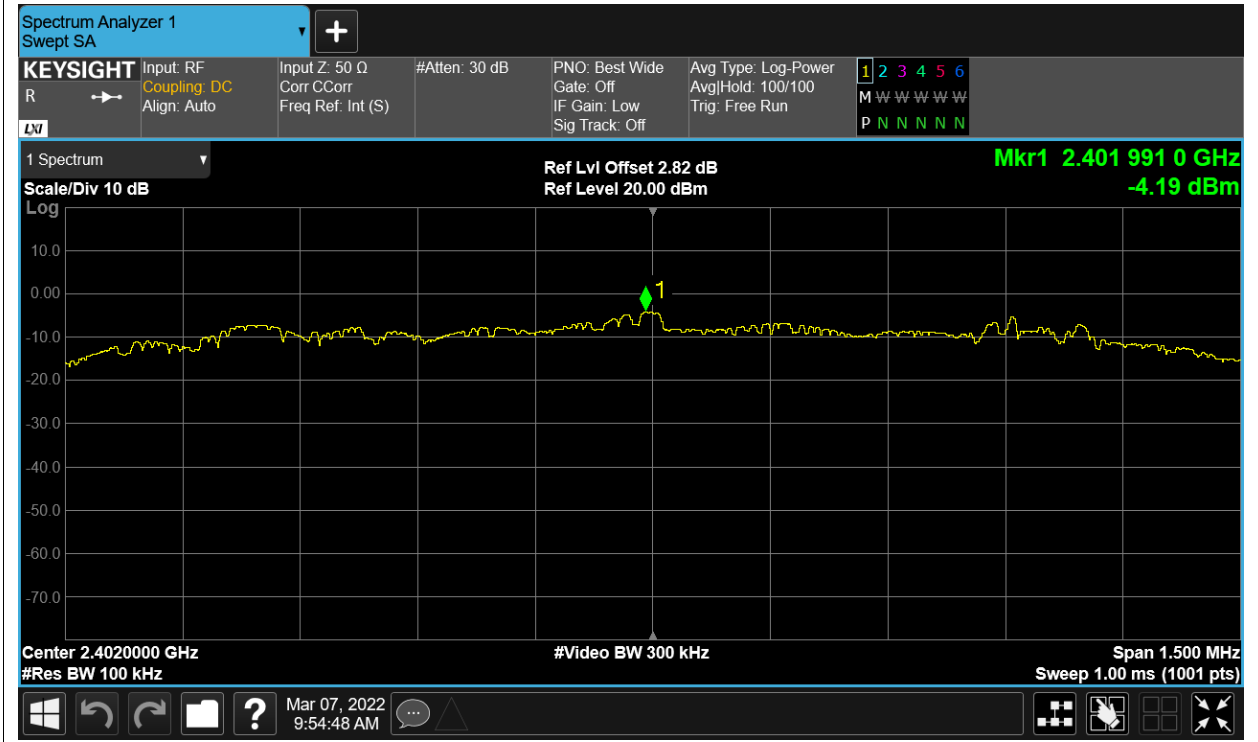 Spectrum Analyzer 1
Swept SA
+
KEYSIGHT
R
LXI
Input: RF
Coupling: DC
Align: Auto
Input Z: 50 Ω
Corr CCorr
Freq Ref: Int (S)
#Atten: 30 dB
PNO: Best Wide
Gate: Off
IF Gain: Low
Sig Track: Off
Avg Type: Log-Power
Avg|Hold: 100/100
Trig: Free Run
1 2 3 4 5 6
M W W W W W W
P N N N N N N
1 Spectrum
Scale/Div 10 dB
Log
Ref Lvl Offset 2.82 dB
Ref Level 20.00 dBm
Mkr1 2.401 991 0 GHz
-4.19 dBm
10.0
0.00
-10.0
-20.0
-30.0
-40.0
-50.0
-60.0
-70.0
1
Center 2.4020000 GHz
#Res BW 100 kHz
#Video BW 300 kHz
Span 1.500 MHz
Sweep 1.00 ms (1001 pts)
?
Mar 07, 2022
9:54:48 AM